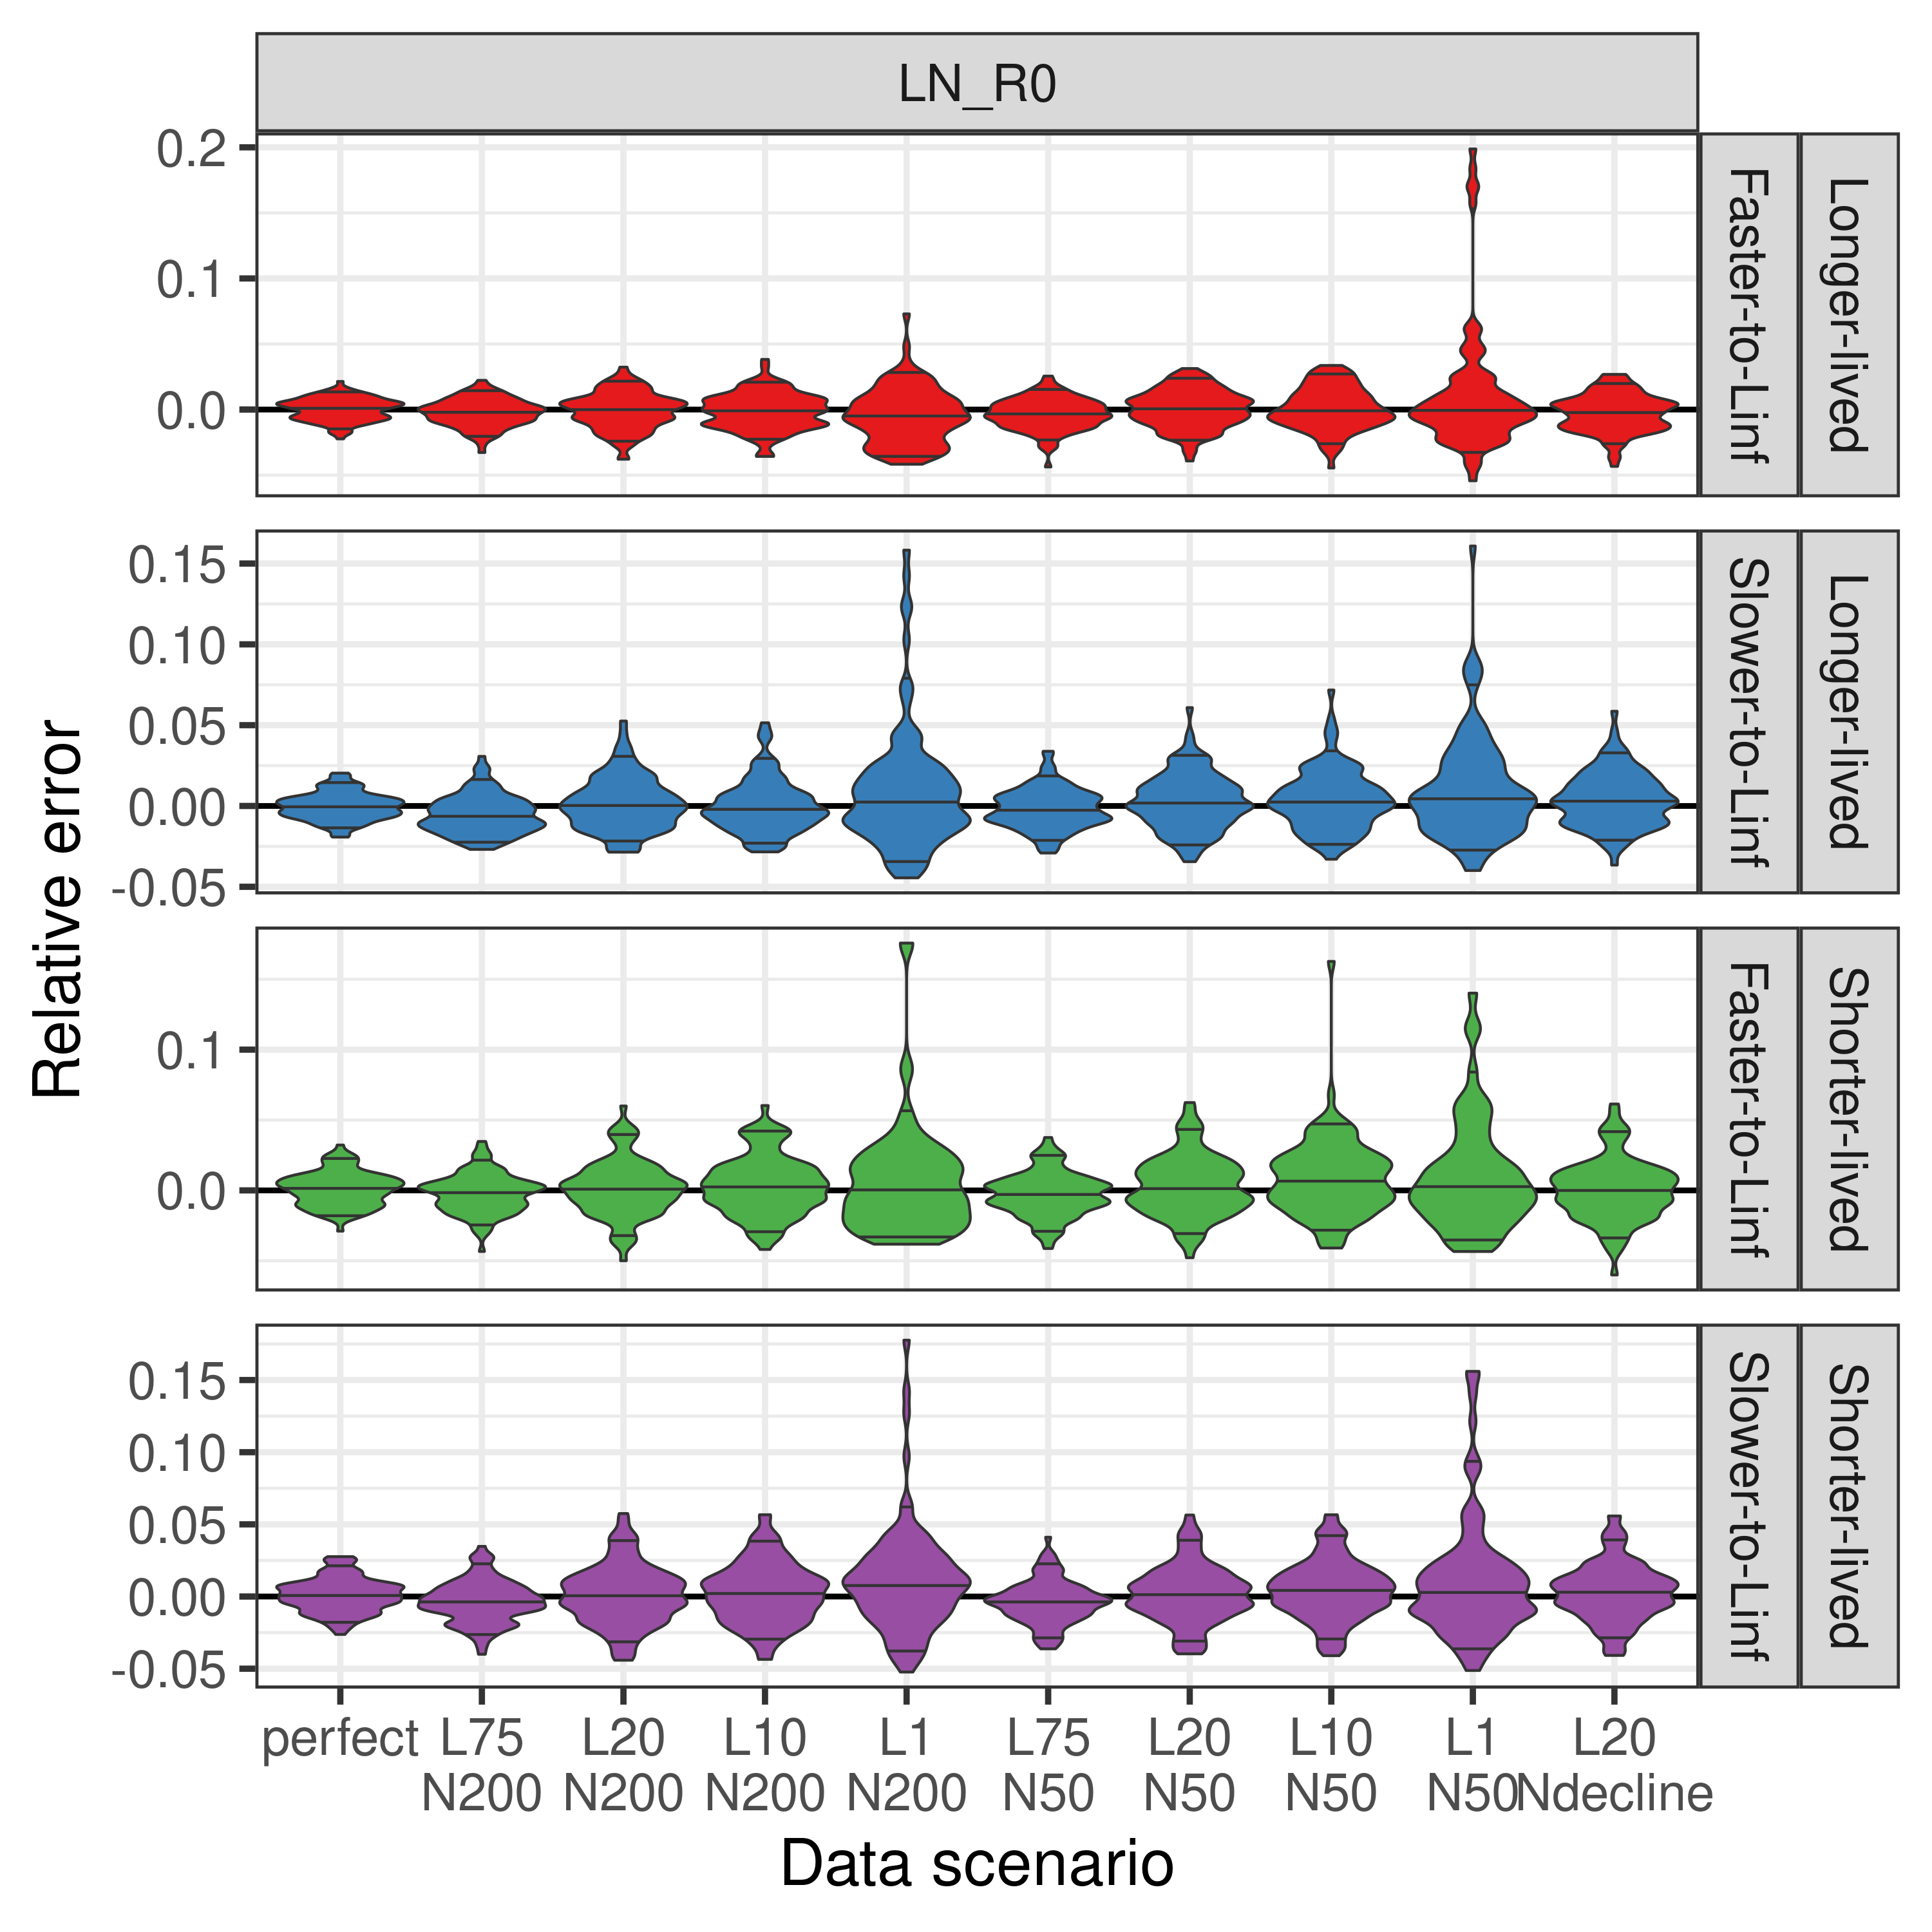 LN_R0
0.2
0.1
0.0
Faster-to-Linf
Longer-lived
0.15
0.10
0.05
0.00
-0.05
Slower-to-Linf
Longer-lived
0.1
0.0
Faster-to-Linf
Shorter-lived
0.15
0.10
0.05
0.00
-0.05
Slower-to-Linf
Shorter-lived
Relative error
perfect L75 L20 L10 L1 L75 L20 L10 L1 L20
N200 N200 N200 N200 N50 N50 N50 N50 Ndecline
Data scenario